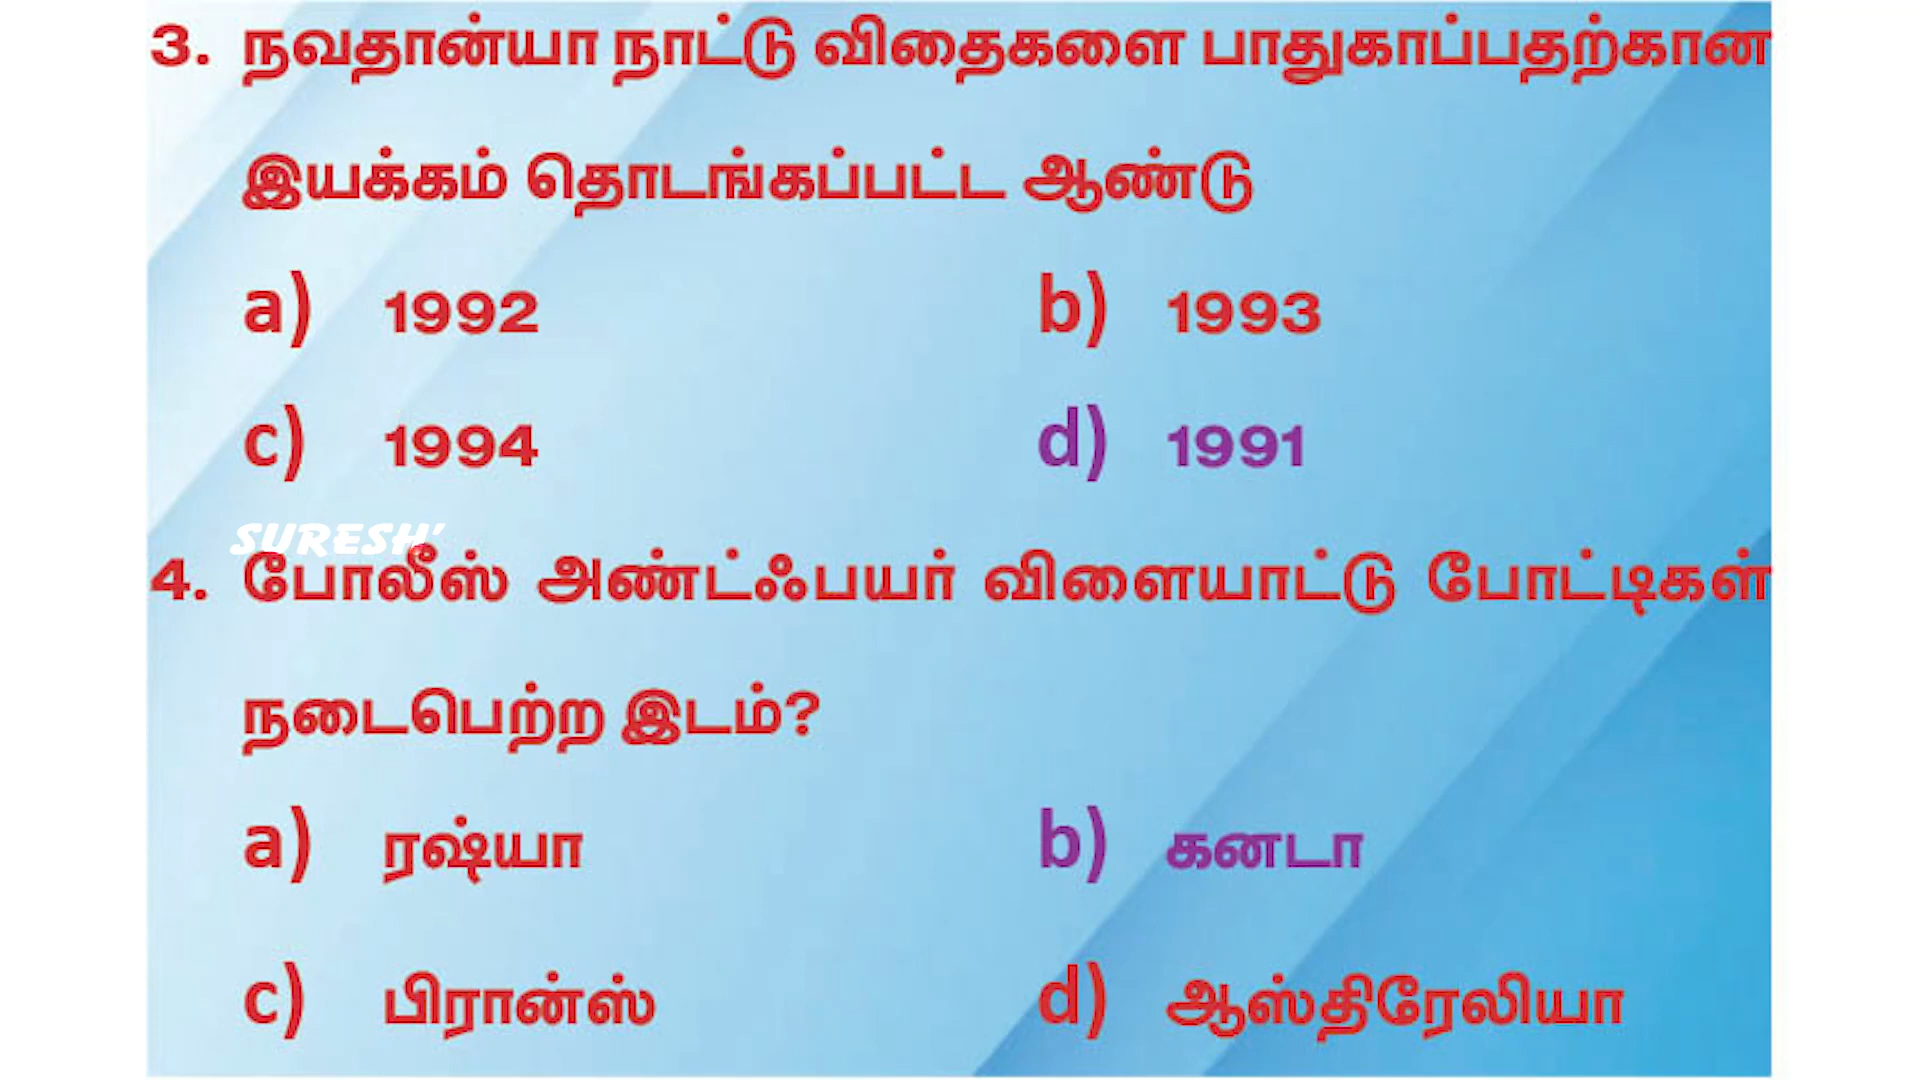 3. நவதான்யா நாட்டு விதைகளை பாதுகாப்பதற்கான
இயக்கம் தொடங்கப்பட்ட ஆண்டு
a) 1992 b) 1993
c) 1994 d) 1991
SURESH'
4. போலீஸ் அண்ட்ஃபயர் விளையாட்டு போட்டிகள்
நடைபெற்ற இடம்?
a) ரஷ்யா b) கனடா
c) பிரான்ஸ் d) ஆஸ்திரேலியா